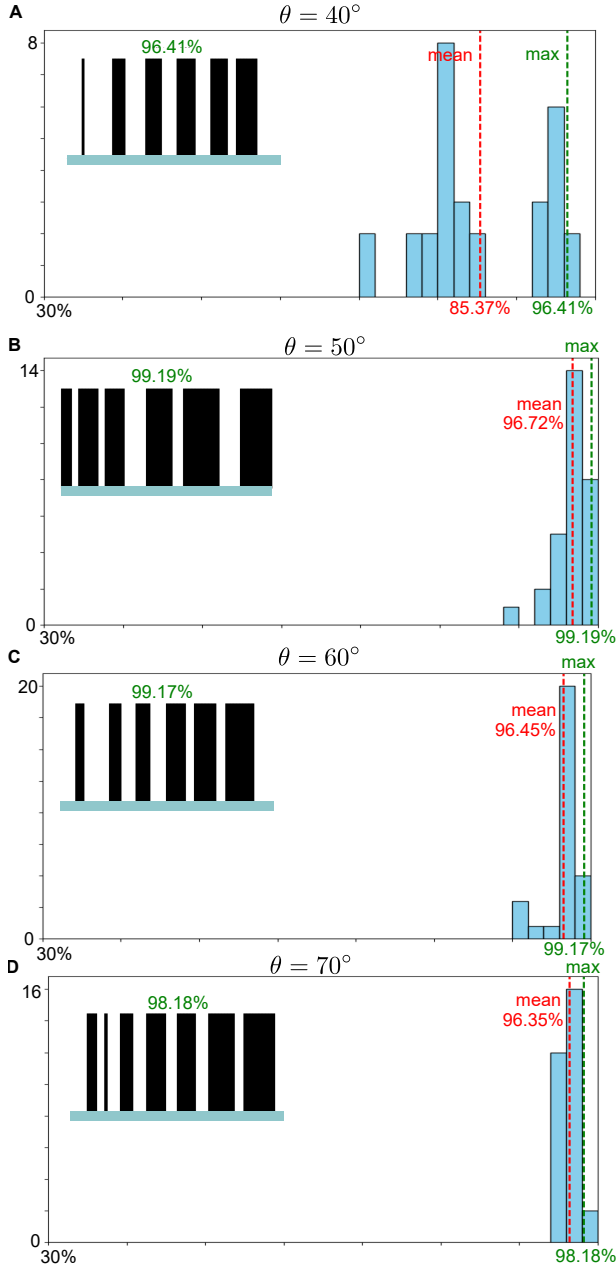 A
θ = 40°
8
96.41%
mean
max
0
30%
85.37%
96.41%
B
θ = 50°
max
14
99.19%
mean
96.72%
0
30%
99.19%
C
θ = 60°
max
20
99.17%
mean
96.45%
0
30%
99.17%
D
θ = 70°
max
16
98.18%
mean
96.35%
0
30%
98.18%